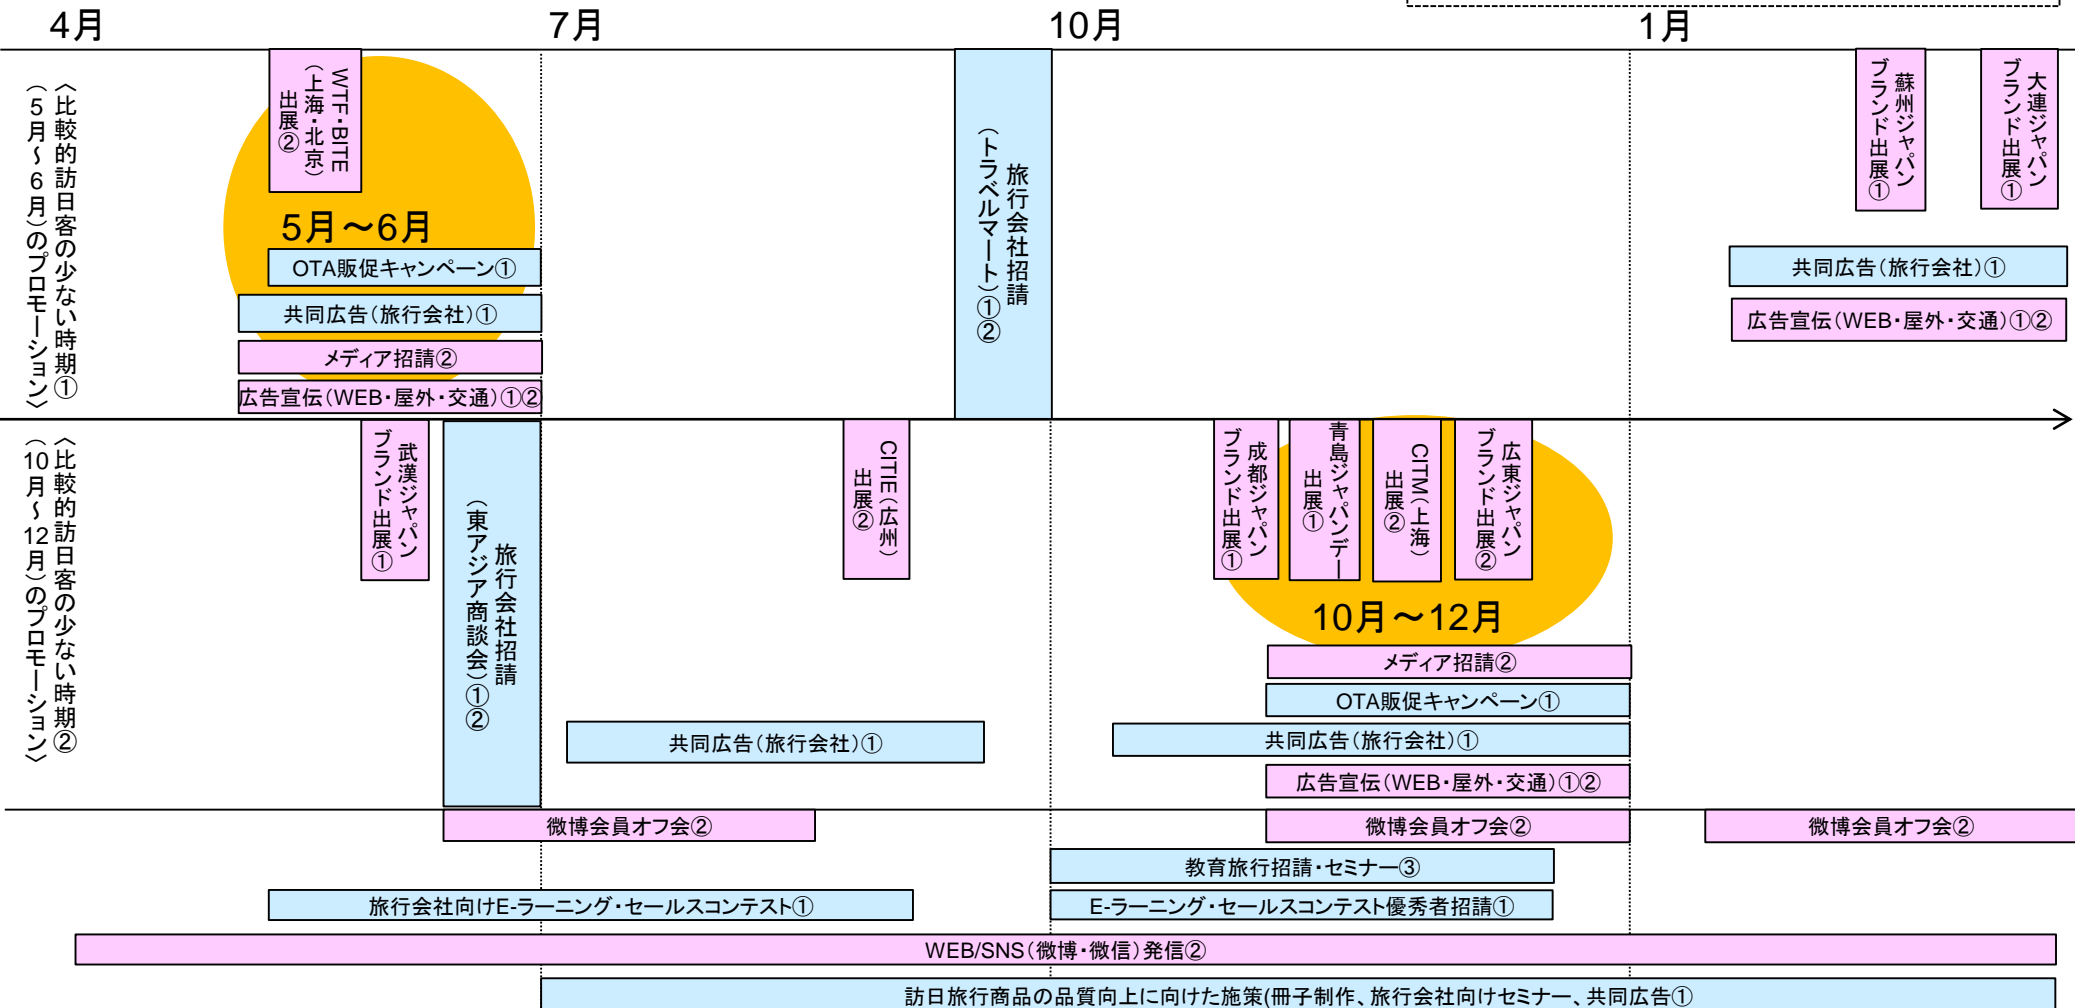 4月
7月
10月
1月
〈比較的訪日客の少ない時期①
（5月～6月）のプロモーション〉
WTF・BITE
（上海・北京）
出展②
5月～6月
OTA販促キャンペーン①
共同広告（旅行会社）①
メディア招請②
広告宣伝（WEB・屋外・交通）①②
旅行会社招請
（トラベルマート）①②
蘇州ジャパン
ブランド出展①
大連ジャパン
ブランド出展①
共同広告（旅行会社）①
広告宣伝（WEB・屋外・交通）①②
〈比較的訪日客の少ない時期②
（10月～12月）のプロモーション〉
武漢ジャパン
ブランド出展①
旅行会社招請
（東アジア商談会）①②
CITIE（広州）
出展②
成都ジャパン
ブランド出展①
青島ジャパンデー
出展①
CITM（上海）
出展②
広東ジャパン
ブランド出展②
10月～12月
メディア招請②
OTA販促キャンペーン①
共同広告（旅行会社）①
共同広告（旅行会社）①
広告宣伝（WEB・屋外・交通）①②
微博会員オフ会②
微博会員オフ会②
微博会員オフ会②
教育旅行招請・セミナー③
旅行会社向けE-ラーニング・セールスコンテスト①
E-ラーニング・セールスコンテスト優秀者招請①
WEB/SNS（微博・微信）発信②
訪日旅行商品の品質向上に向けた施策(冊子制作、旅行会社向けセミナー、共同広告①